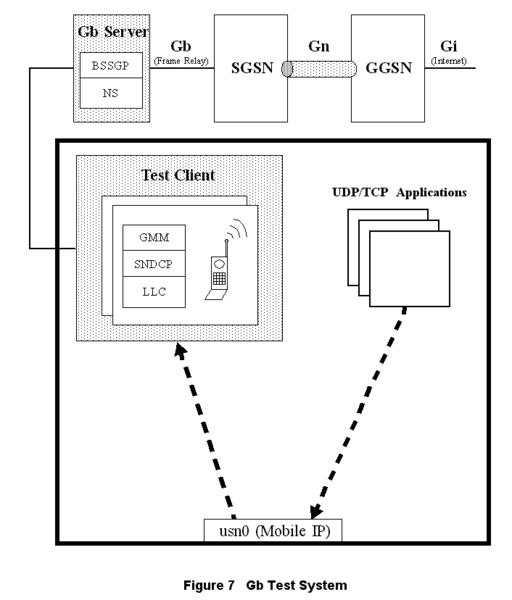 Gb Server
BSSGP
NS
Gb
(Frame Relay)
SGSN
Gn
GGSN
Gi
(Internet)
Test Client
GMM
SNDCP
LLC
UDP/TCP Applications
usn0 (Mobile IP)
Figure 7 Gb Test System